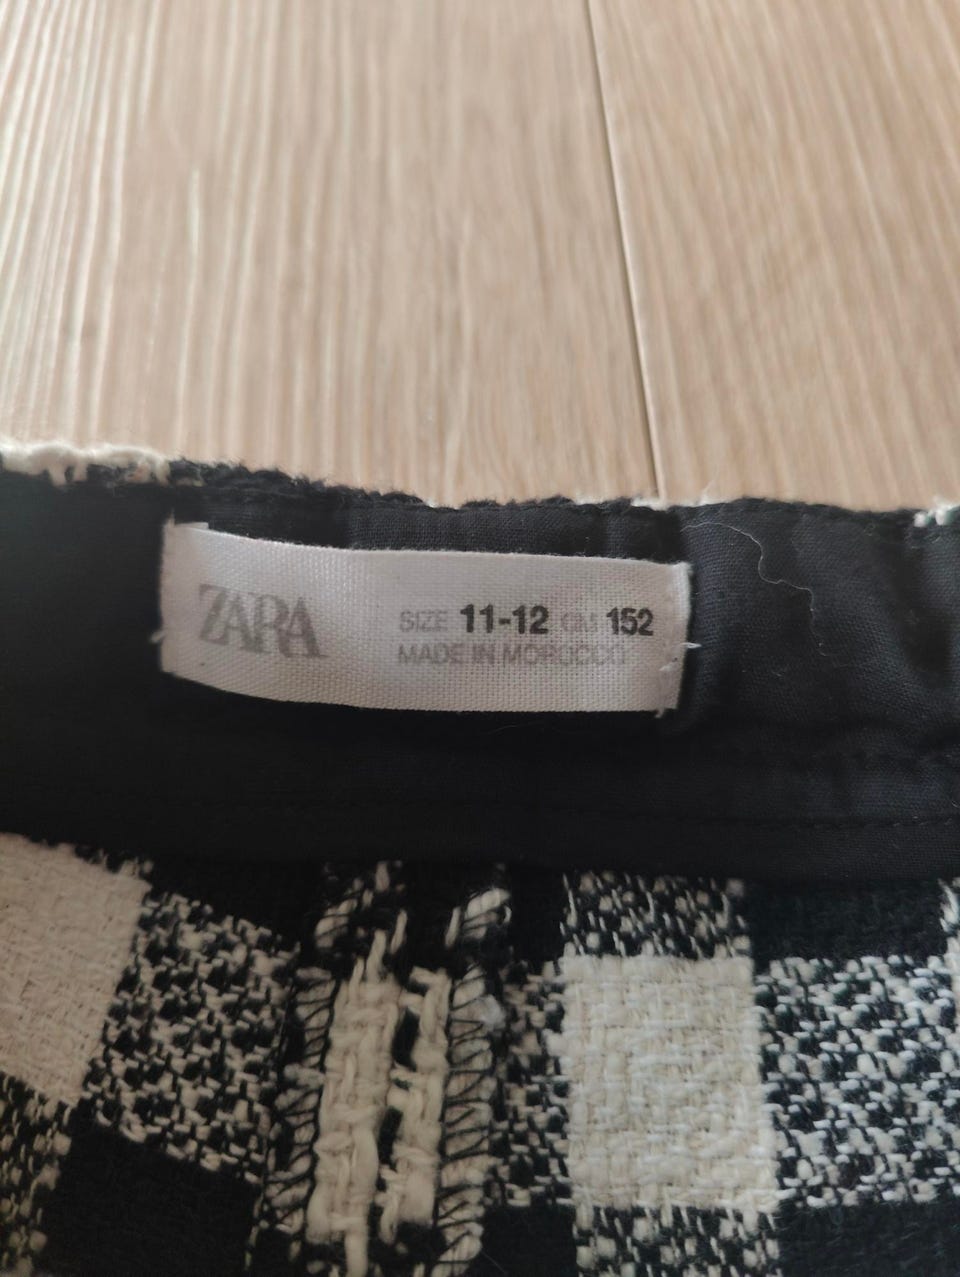 ZARA
SIZE 11-12 CM 152
MADE IN MOROCCO